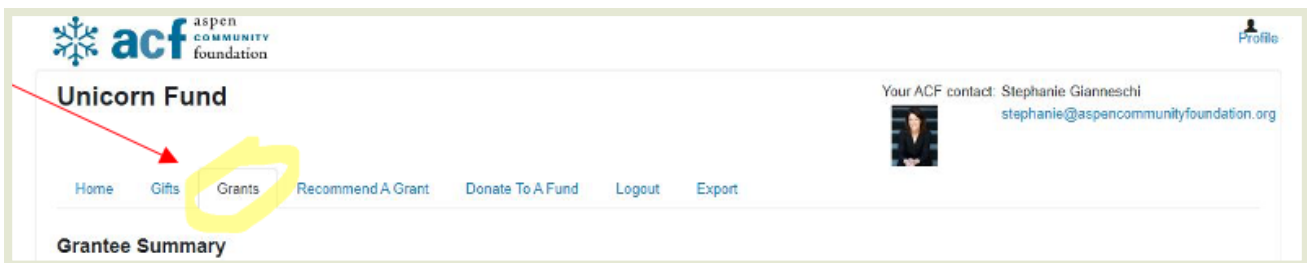 acf aspen
COMMUNITY
foundation
Profile
Unicorn Fund
Your ACF contact: Stephanie Gianneschi
stephanie@aspencommunityfoundation.org
Home Gifts Grants Recommend A Grant Donate To A Fund Logout Export
Grantee Summary